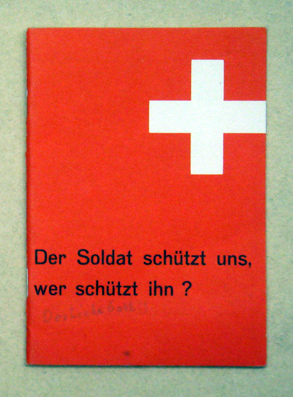 Der Soldat schützt uns,
wer schützt ihn ?